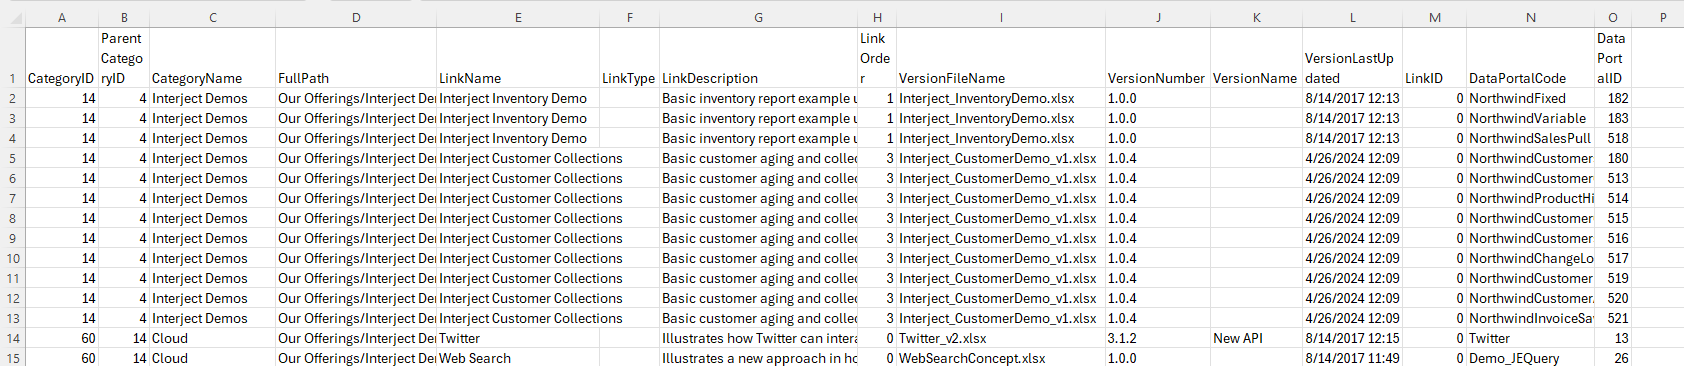 A B C D E F G H I J K L M N O P
1 CategoryID Parent Catego ryID CategoryName FullPath LinkName LinkType LinkDescription Link Orde r VersionFileName VersionNumber VersionName VersionLastUp dated LinkID DataPortalCode Data Port alID
2 14 4 Interject Demos Our Offerings/Interject De Interject Inventory Demo Basic inventory report example 1 Interject_InventoryDemo.xlsx 1.0.0 8/14/2017 12:13 0 NorthwindFixed 182
3 14 4 Interject Demos Our Offerings/Interject De Interject Inventory Demo Basic inventory report example 1 Interject_InventoryDemo.xlsx 1.0.0 8/14/2017 12:13 0 NorthwindVariable 183
4 14 4 Interject Demos Our Offerings/Interject De Interject Inventory Demo Basic inventory report example 1 Interject_InventoryDemo.xlsx 1.0.0 8/14/2017 12:13 0 NorthwindSalesPull 518
5 14 4 Interject Demos Our Offerings/Interject De Interject Customer Collections Basic customer aging and collec 3 Interject_CustomerDemo_v1.xlsx 1.0.4 4/26/2024 12:09 0 NorthwindCustomer 180
6 14 4 Interject Demos Our Offerings/Interject De Interject Customer Collections Basic customer aging and collec 3 Interject_CustomerDemo_v1.xlsx 1.0.4 4/26/2024 12:09 0 NorthwindCustomer 513
7 14 4 Interject Demos Our Offerings/Interject De Interject Customer Collections Basic customer aging and collec 3 Interject_CustomerDemo_v1.xlsx 1.0.4 4/26/2024 12:09 0 NorthwindProductHi 514
8 14 4 Interject Demos Our Offerings/Interject De Interject Customer Collections Basic customer aging and collec 3 Interject_CustomerDemo_v1.xlsx 1.0.4 4/26/2024 12:09 0 NorthwindCustomer 515
9 14 4 Interject Demos Our Offerings/Interject De Interject Customer Collections Basic customer aging and collec 3 Interject_CustomerDemo_v1.xlsx 1.0.4 4/26/2024 12:09 0 NorthwindCustomer 516
10 14 4 Interject Demos Our Offerings/Interject De Interject Customer Collections Basic customer aging and collec 3 Interject_CustomerDemo_v1.xlsx 1.0.4 4/26/2024 12:09 0 NorthwindChangeLo 517
11 14 4 Interject Demos Our Offerings/Interject De Interject Customer Collections Basic customer aging and collec 3 Interject_CustomerDemo_v1.xlsx 1.0.4 4/26/2024 12:09 0 NorthwindCustomer 519
12 14 4 Interject Demos Our Offerings/Interject De Interject Customer Collections Basic customer aging and collec 3 Interject_CustomerDemo_v1.xlsx 1.0.4 4/26/2024 12:09 0 NorthwindCustomer 520
13 14 4 Interject Demos Our Offerings/Interject De Interject Customer Collections Basic customer aging and collec 3 Interject_CustomerDemo_v1.xlsx 1.0.4 4/26/2024 12:09 0 NorthwindInvoiceSa 521
14 60 14 Cloud Our Offerings/Interject De Twitter Illustrates how Twitter can inter 0 Twitter_v2.xlsx 3.1.2 New API 8/14/2017 12:15 0 Twitter 13
15 60 14 Cloud Our Offerings/Interject De Web Search Illustrates a new approach in ho 0 WebSearchConcept.xlsx 1.0.0 8/14/2017 11:49 0 Demo_JEQuery 26